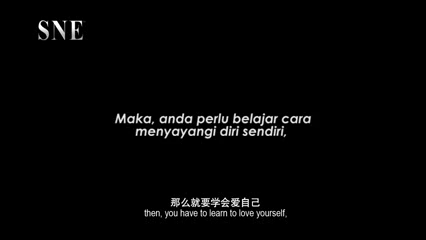 SNE
Maka, anda perlu belajar cara
menyayangi diri sendiri,
那么就要学会爱自己
then, you have to learn to love yourself,